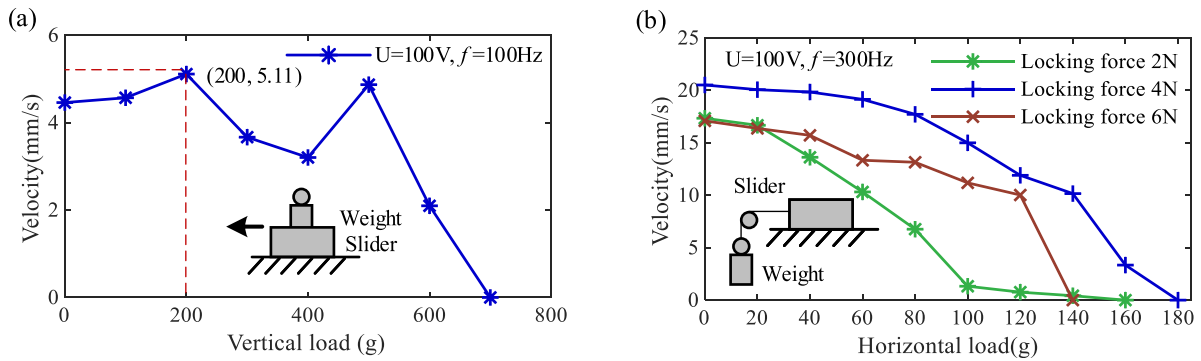 (a)
6
4
2
0
Velocity(mm/s)
U=100V, f=100Hz
(200, 5.11)
Weight
Slider
0 200 400 600 800
Vertical load (g)
(b)
25
20
15
10
5
0
Velocity(mm/s)
U=100V, f=300Hz
Locking force 2N
Locking force 4N
Locking force 6N
Slider
Weight
0 20 40 60 80 100 120 140 160 180
Horizontal load(g)